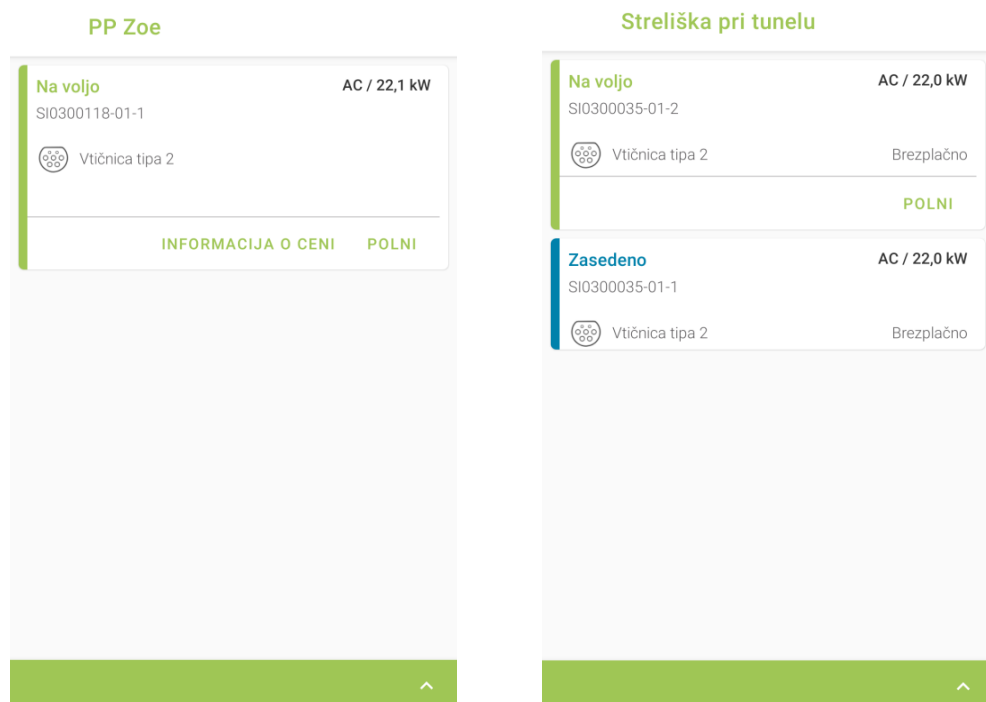 PP Zoe
Na voljo AC / 22,1 kW
SI0300118-01-1
Vtičnica tipa 2
INFORMACIJA O CENI POLNI
Streliška pri tunelu
Na voljo AC / 22,0 kW
SI0300035-01-2
Vtičnica tipa 2 Brezplačno
POLNI
Zasedeno AC / 22,0 kW
SI0300035-01-1
Vtičnica tipa 2 Brezplačno